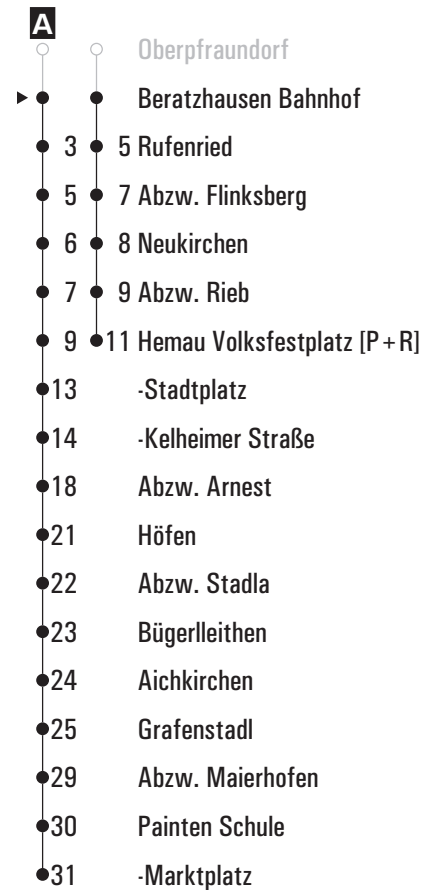 A
Oberpfraundorf
Beratzhausen Bahnhof
3 5 Rufenried
5 7 Abzw. Flinksberg
6 8 Neukirchen
7 9 Abzw. Rieb
9 11 Hemau Volksfestplatz [P+R]
13 -Stadtplatz
14 -Kelheimer Straße
18 Abzw. Arnest
21 Höfen
22 Abzw. Stadla
23 Bügerlleithen
24 Aichkirchen
25 Grafenstadl
29 Abzw. Maierhofen
30 Painten Schule
31 -Marktplatz